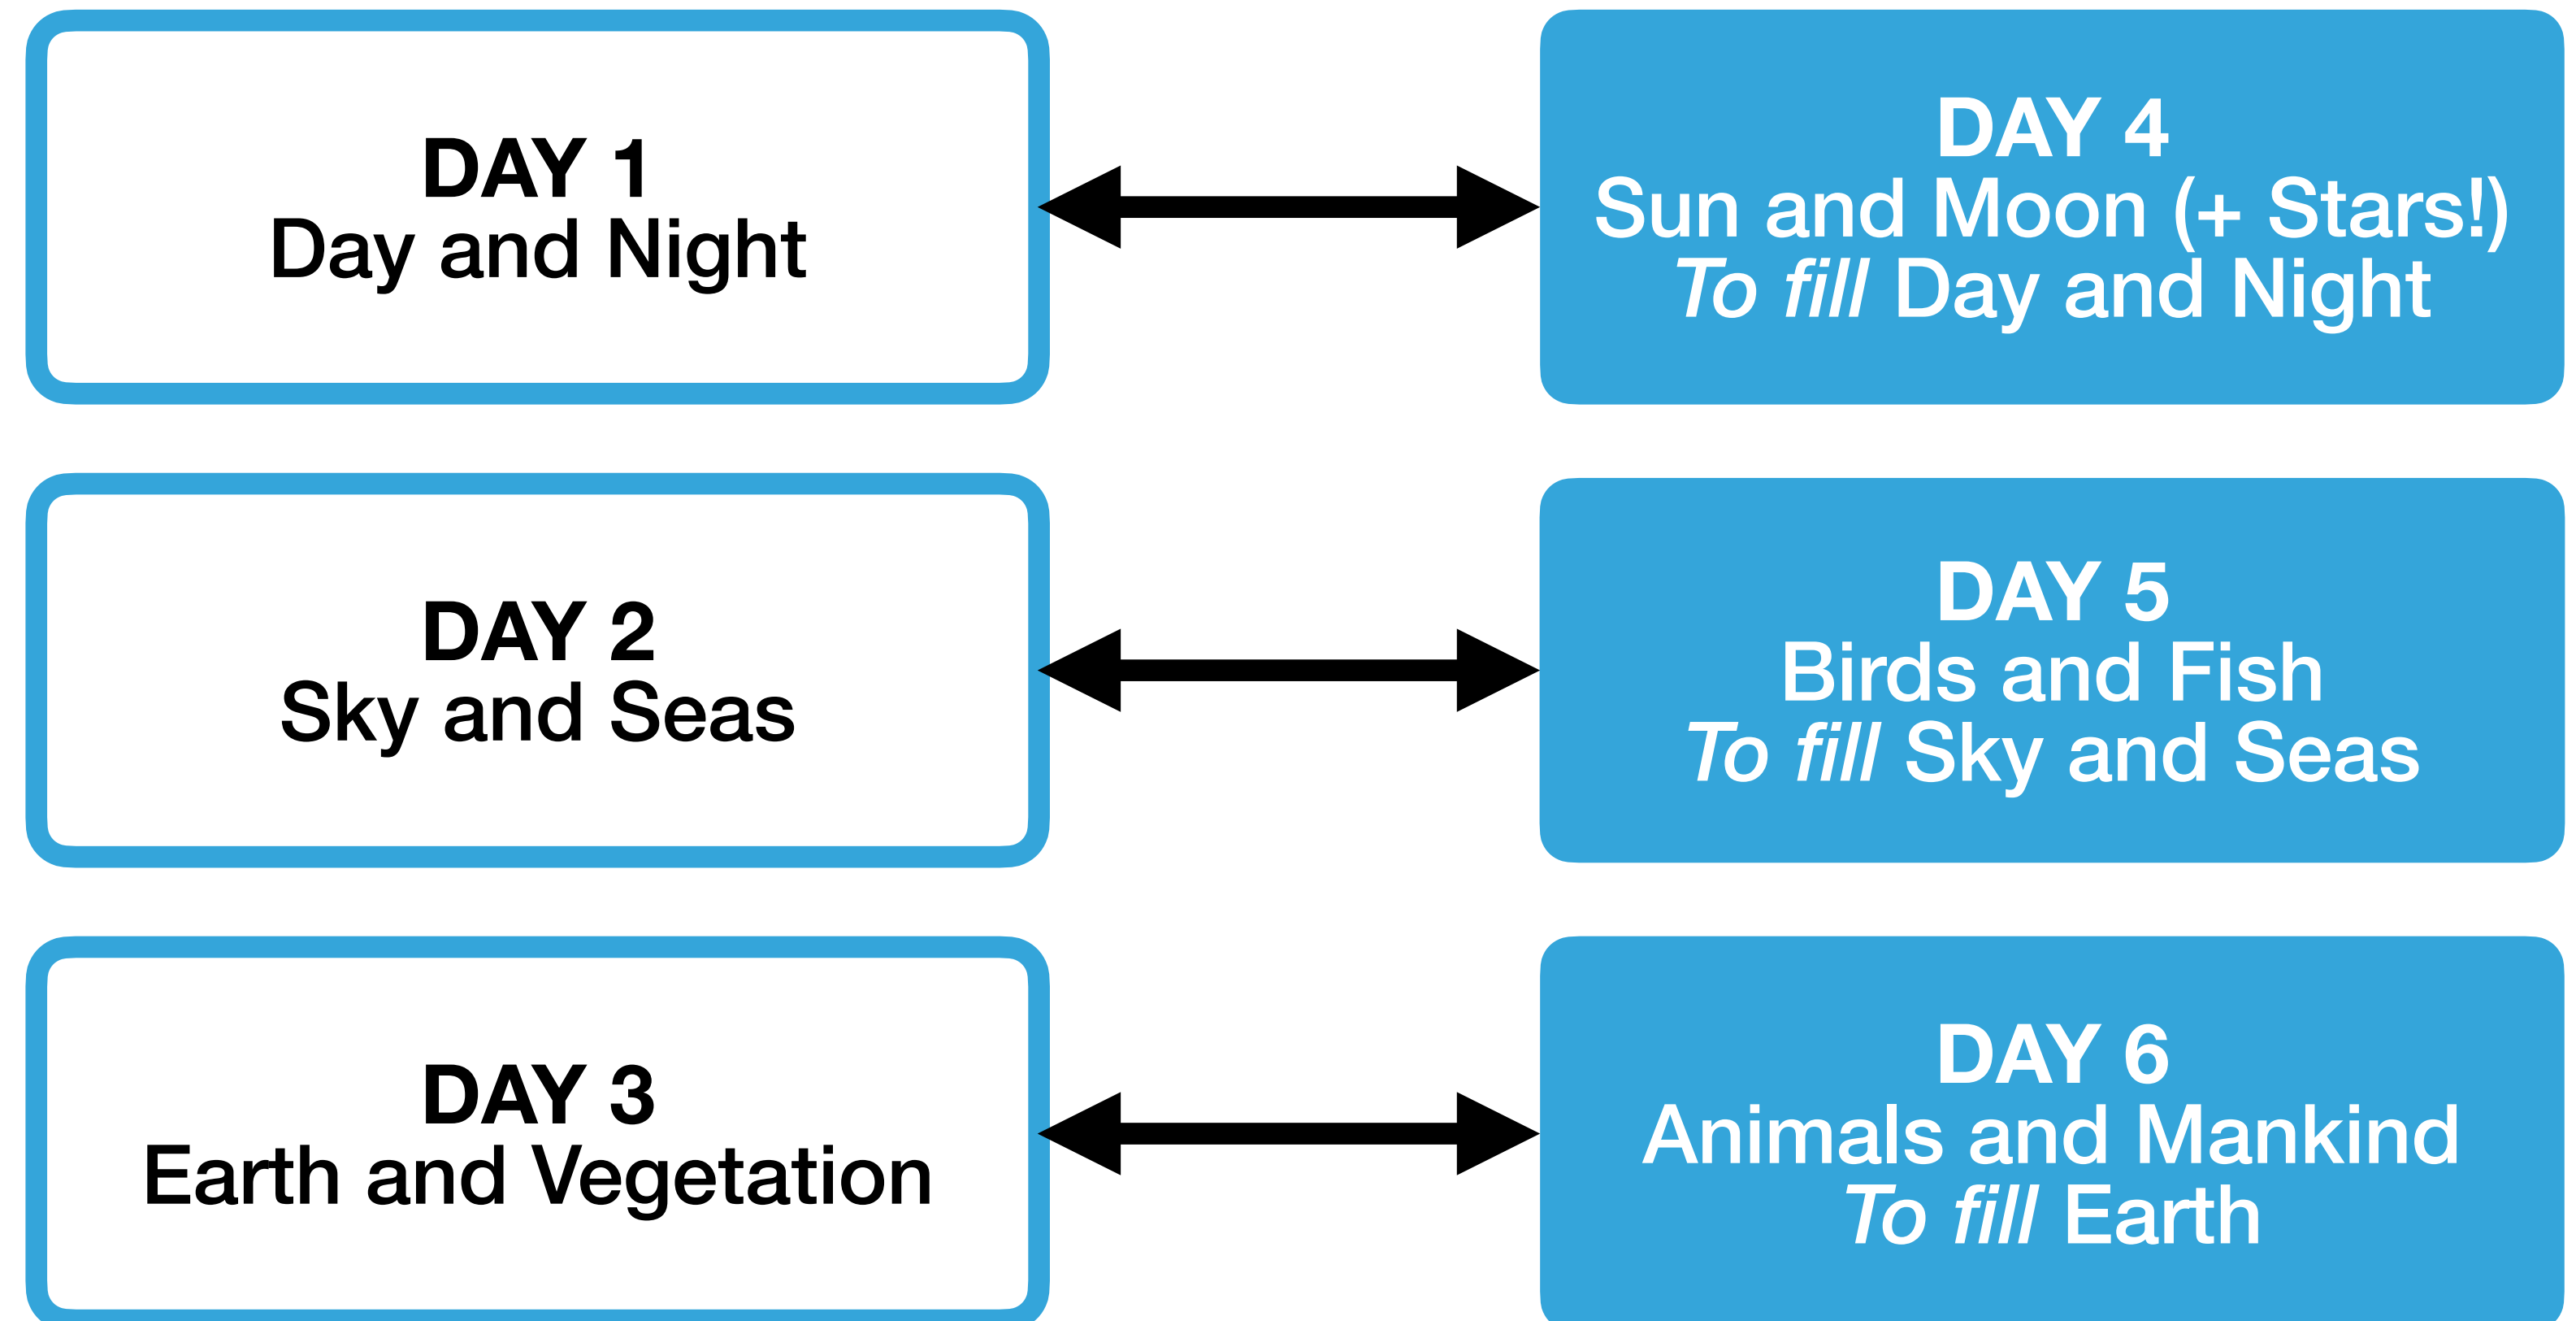 DAY 1
Day and Night
DAY 4
Sun and Moon (+ Stars!)
To fill Day and Night
DAY 2
Sky and Seas
DAY 5
Birds and Fish
To fill Sky and Seas
DAY 3
Earth and Vegetation
DAY 6
Animals and Mankind
To fill Earth